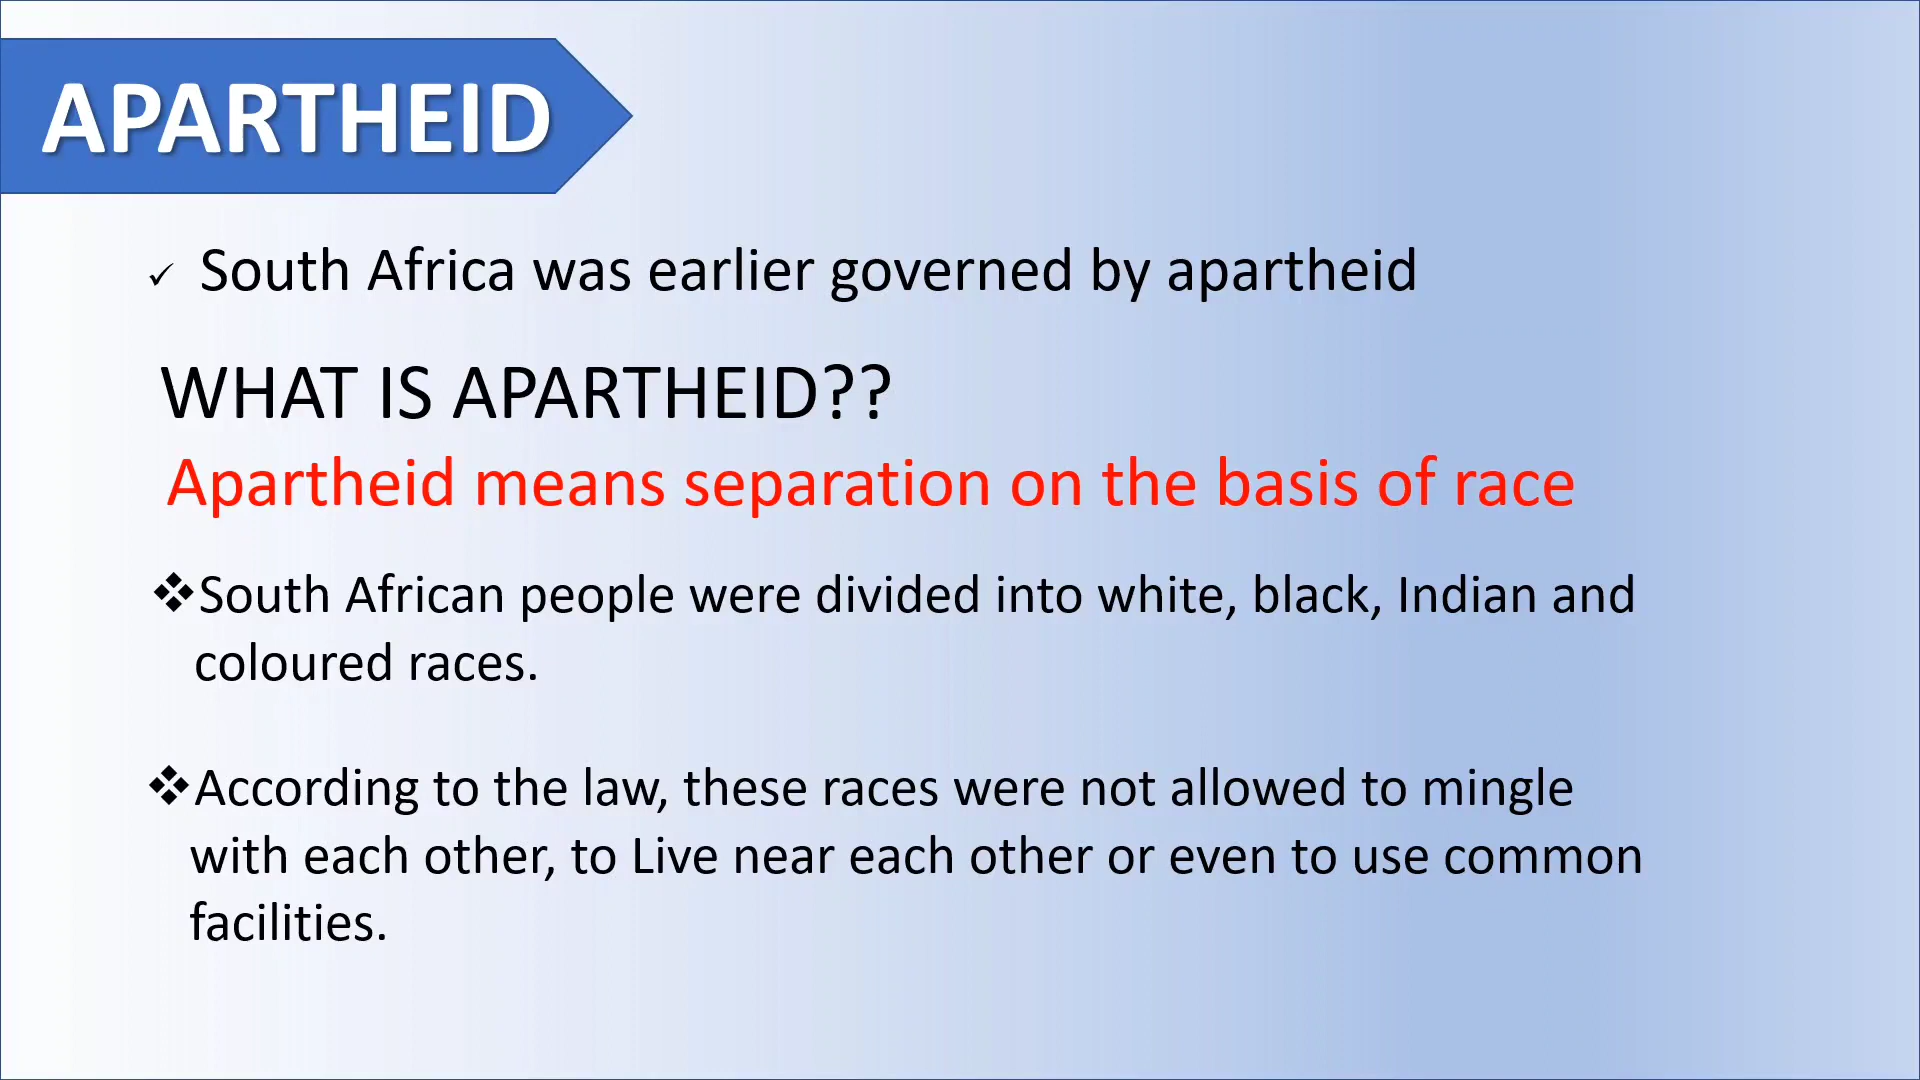 APARTHEID
✓ South Africa was earlier governed by apartheid
WHAT IS APARTHEID??
Apartheid means separation on the basis of race
❖South African people were divided into white, black, Indian and
coloured races.
❖According to the law, these races were not allowed to mingle
with each other, to Live near each other or even to use common
facilities.